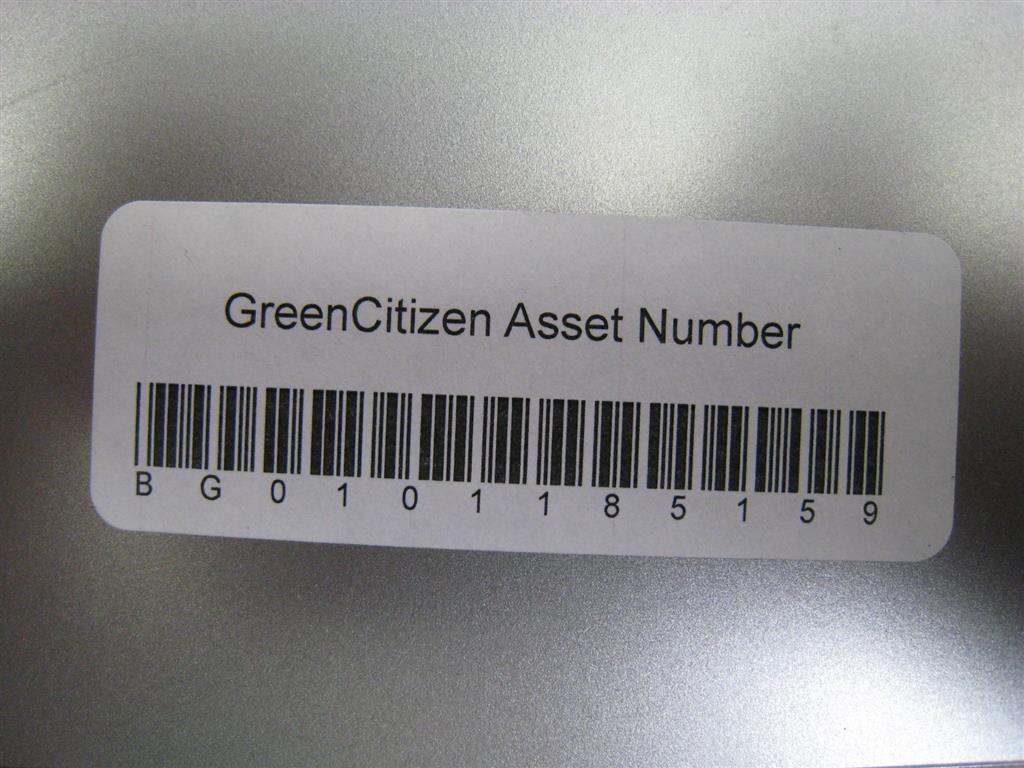 GreenCitizen Asset Number
B G 0 1 0 1 1 8 5 1 5 9